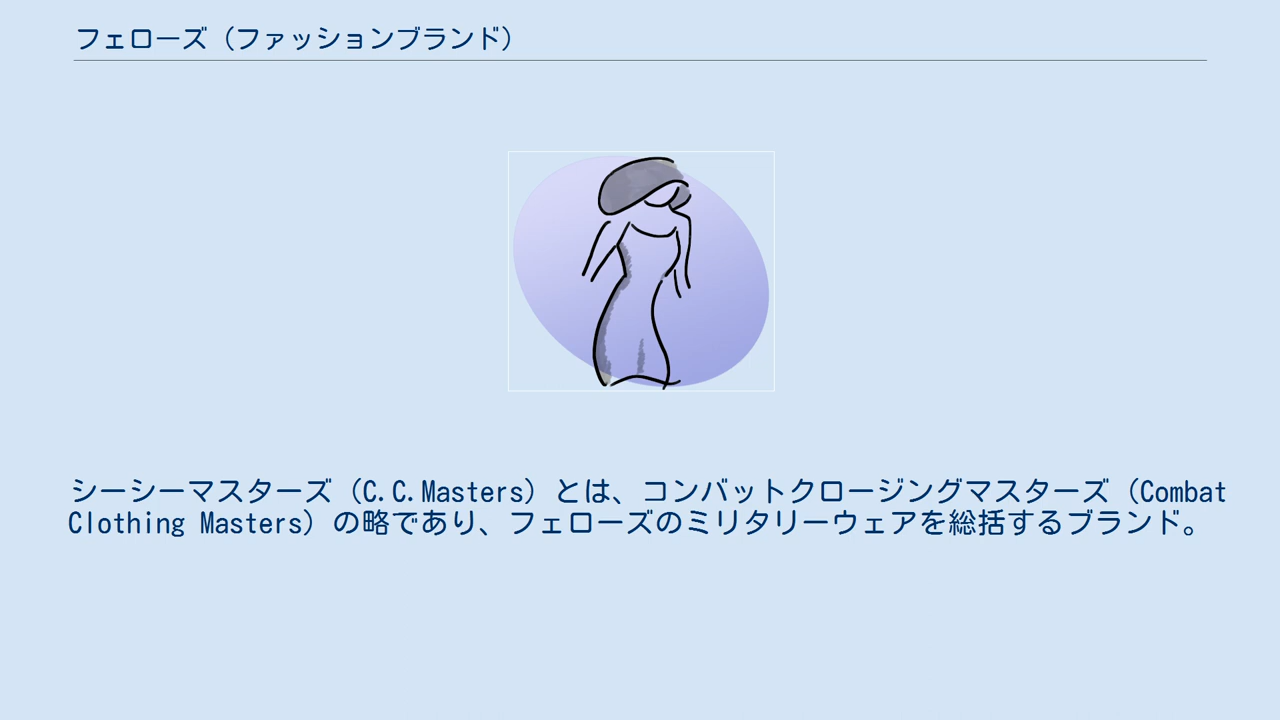 フェローズ（ファッションブランド）
シーシーマスターズ（C.C.Masters）とは、コンバットクロージングマスターズ（Combat
Clothing Masters）の略であり、フェローズのミリタリーウェアを総括するブランド。